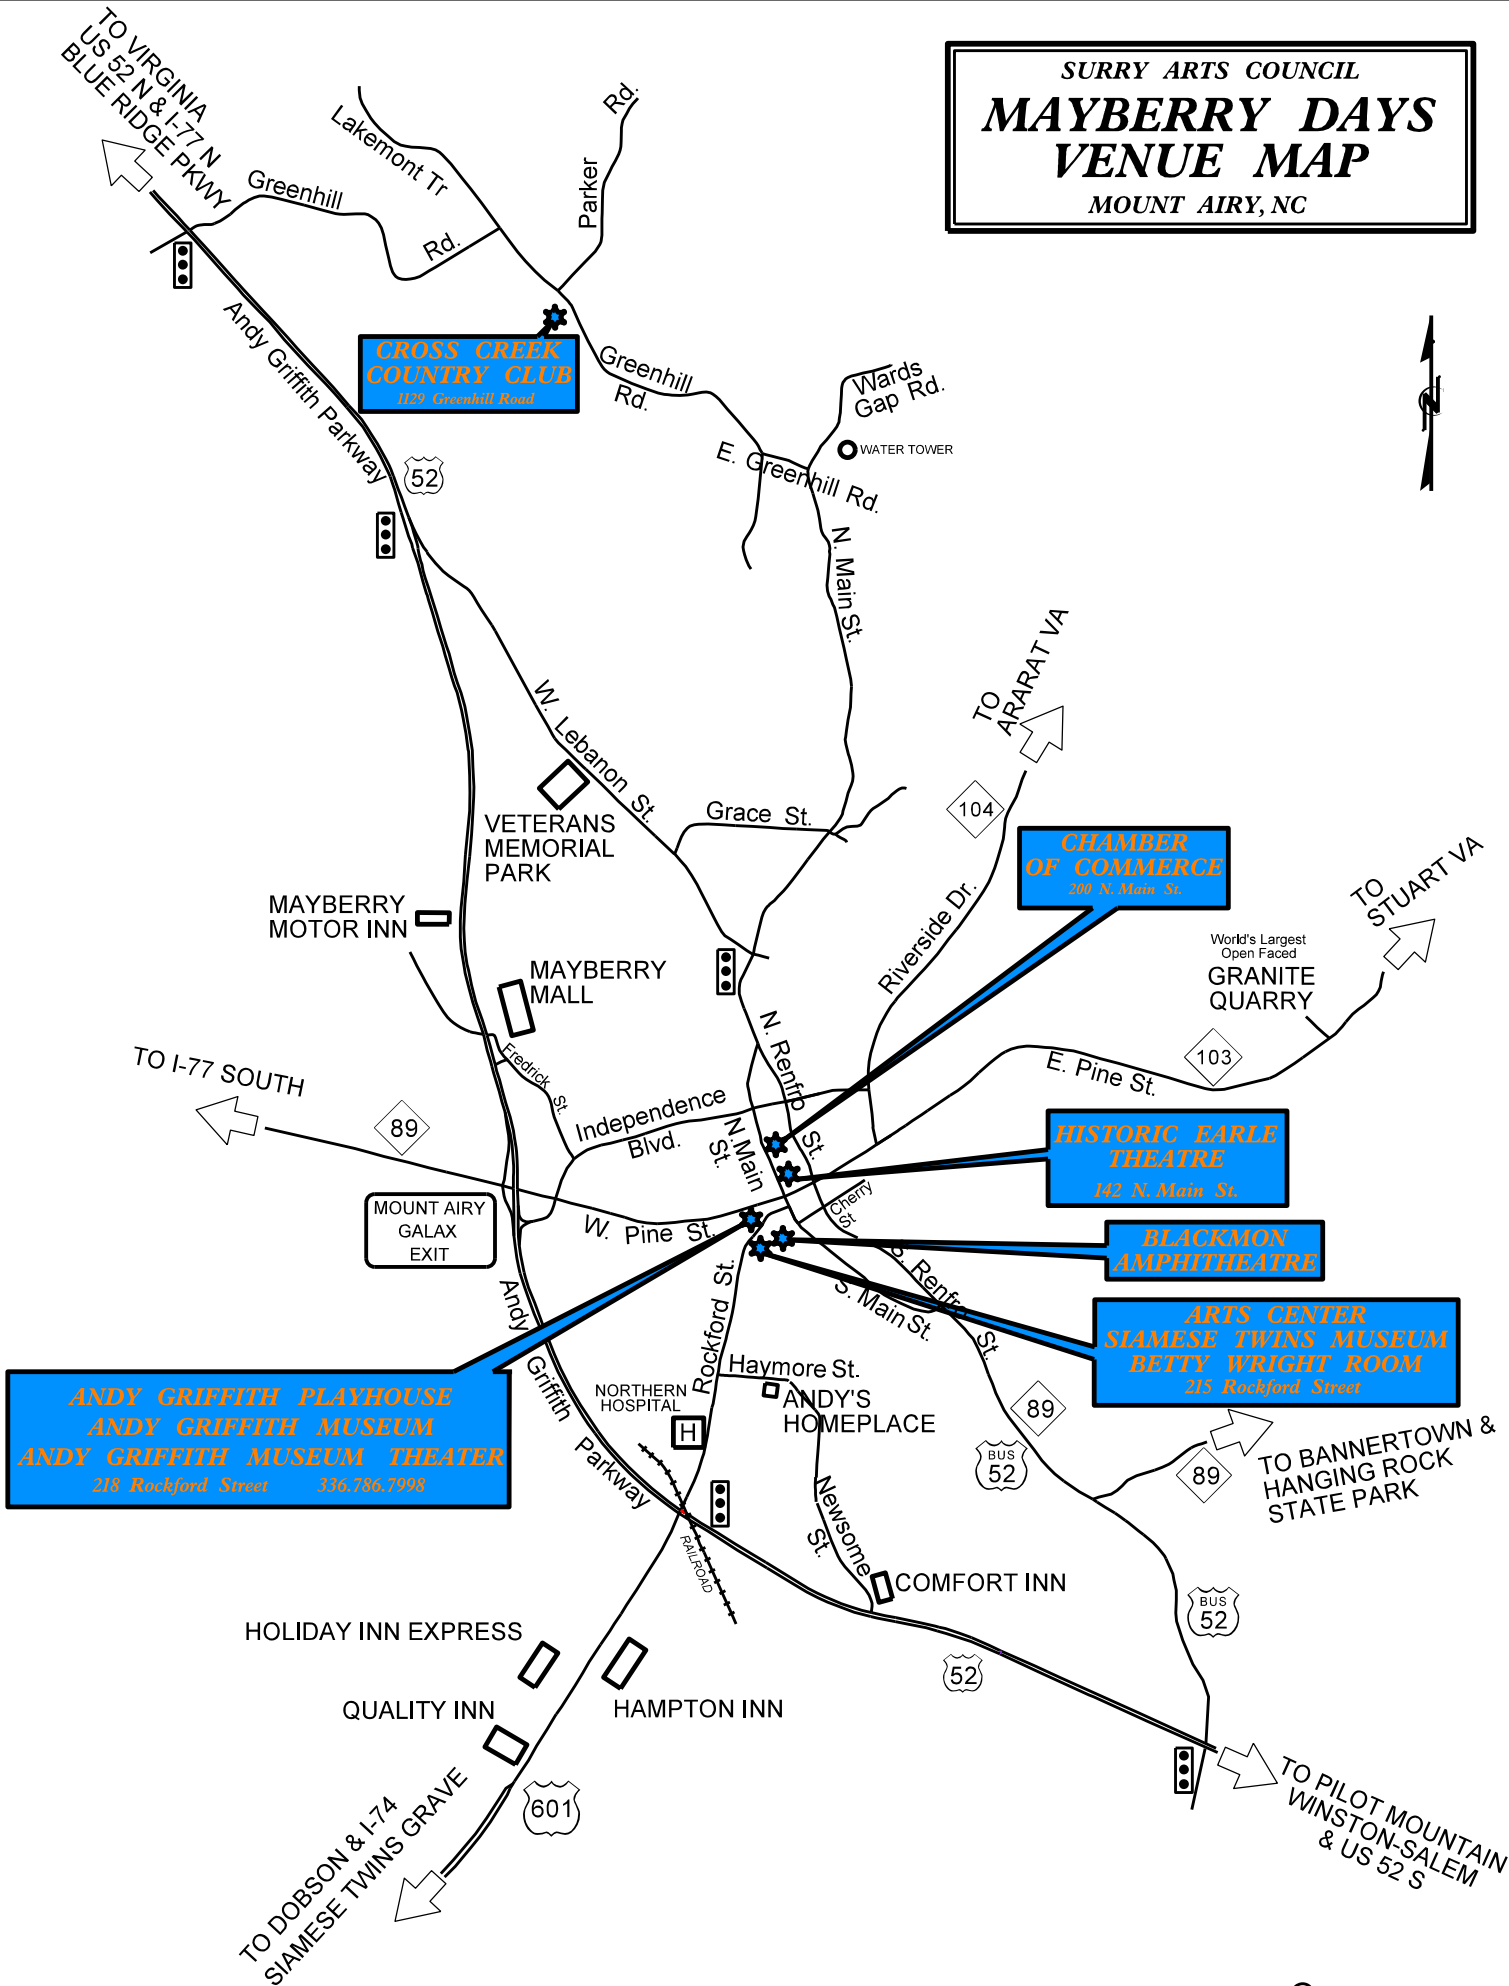 SURRY ARTS COUNCIL
MAYBERRY DAYS
VENUE MAP
MOUNT AIRY, NC
TO VIRGINIA
US 52 N & I-77 N
BLUE RIDGE PKWY
Greenhill
Rd.
Lakemont Tr
Parker
Rd.
Andy Griffith Parkway
CROSS CREEK
COUNTRY CLUB
1129 Greenhill Road
52
Greenhill
Rd.
Wards
Gap Rd.
WATER TOWER
E. Greenhill Rd.
N
N. Main St.
TO
ARARAT VA
W. Lebanon St.
VETERANS
MEMORIAL
PARK
Grace St.
104
CHAMBER
OF COMMERCE
200 N. Main St.
TO
STUART VA
MAYBERRY
MOTOR INN
Riverside Dr.
World's Largest
Open Faced
GRANITE
QUARRY
MAYBERRY
MALL
N. Renfro
St.
TO I-77 SOUTH
Fredrick
St.
103
E. Pine St.
89
Independence
Blvd.
N. Main
St.
HISTORIC EARLE
THEATRE
142 N. Main St.
MOUNT AIRY
GALAX
EXIT
W. Pine St.
Cherry
St
BLACKMON
AMPHITHEATRE
S. Renfro
St.
S. Main St.
Andy
Griffith
Parkway
Rockford St.
ARTS CENTER
SIAMESE TWINS MUSEUM
BETTY WRIGHT ROOM
215 Rockford Street
ANDY GRIFFITH PLAYHOUSE
ANDY GRIFFITH MUSEUM
ANDY GRIFFITH MUSEUM THEATER
218 Rockford Street 336.786.7998
Haymore St.
NORTHERN
HOSPITAL
H
ANDY'S
HOMEPLACE
89
BUS
52
89
TO BANNERTOWN &
HANGING ROCK
STATE PARK
Newsome
St.
RAILROAD
COMFORT INN
BUS
52
HOLIDAY INN EXPRESS
52
QUALITY INN
HAMPTON INN
601
TO DOBSON & I-74
SIAMESE TWINS GRAVE
TO PILOT MOUNTAIN
WINSTON-SALEM
& US 52 S